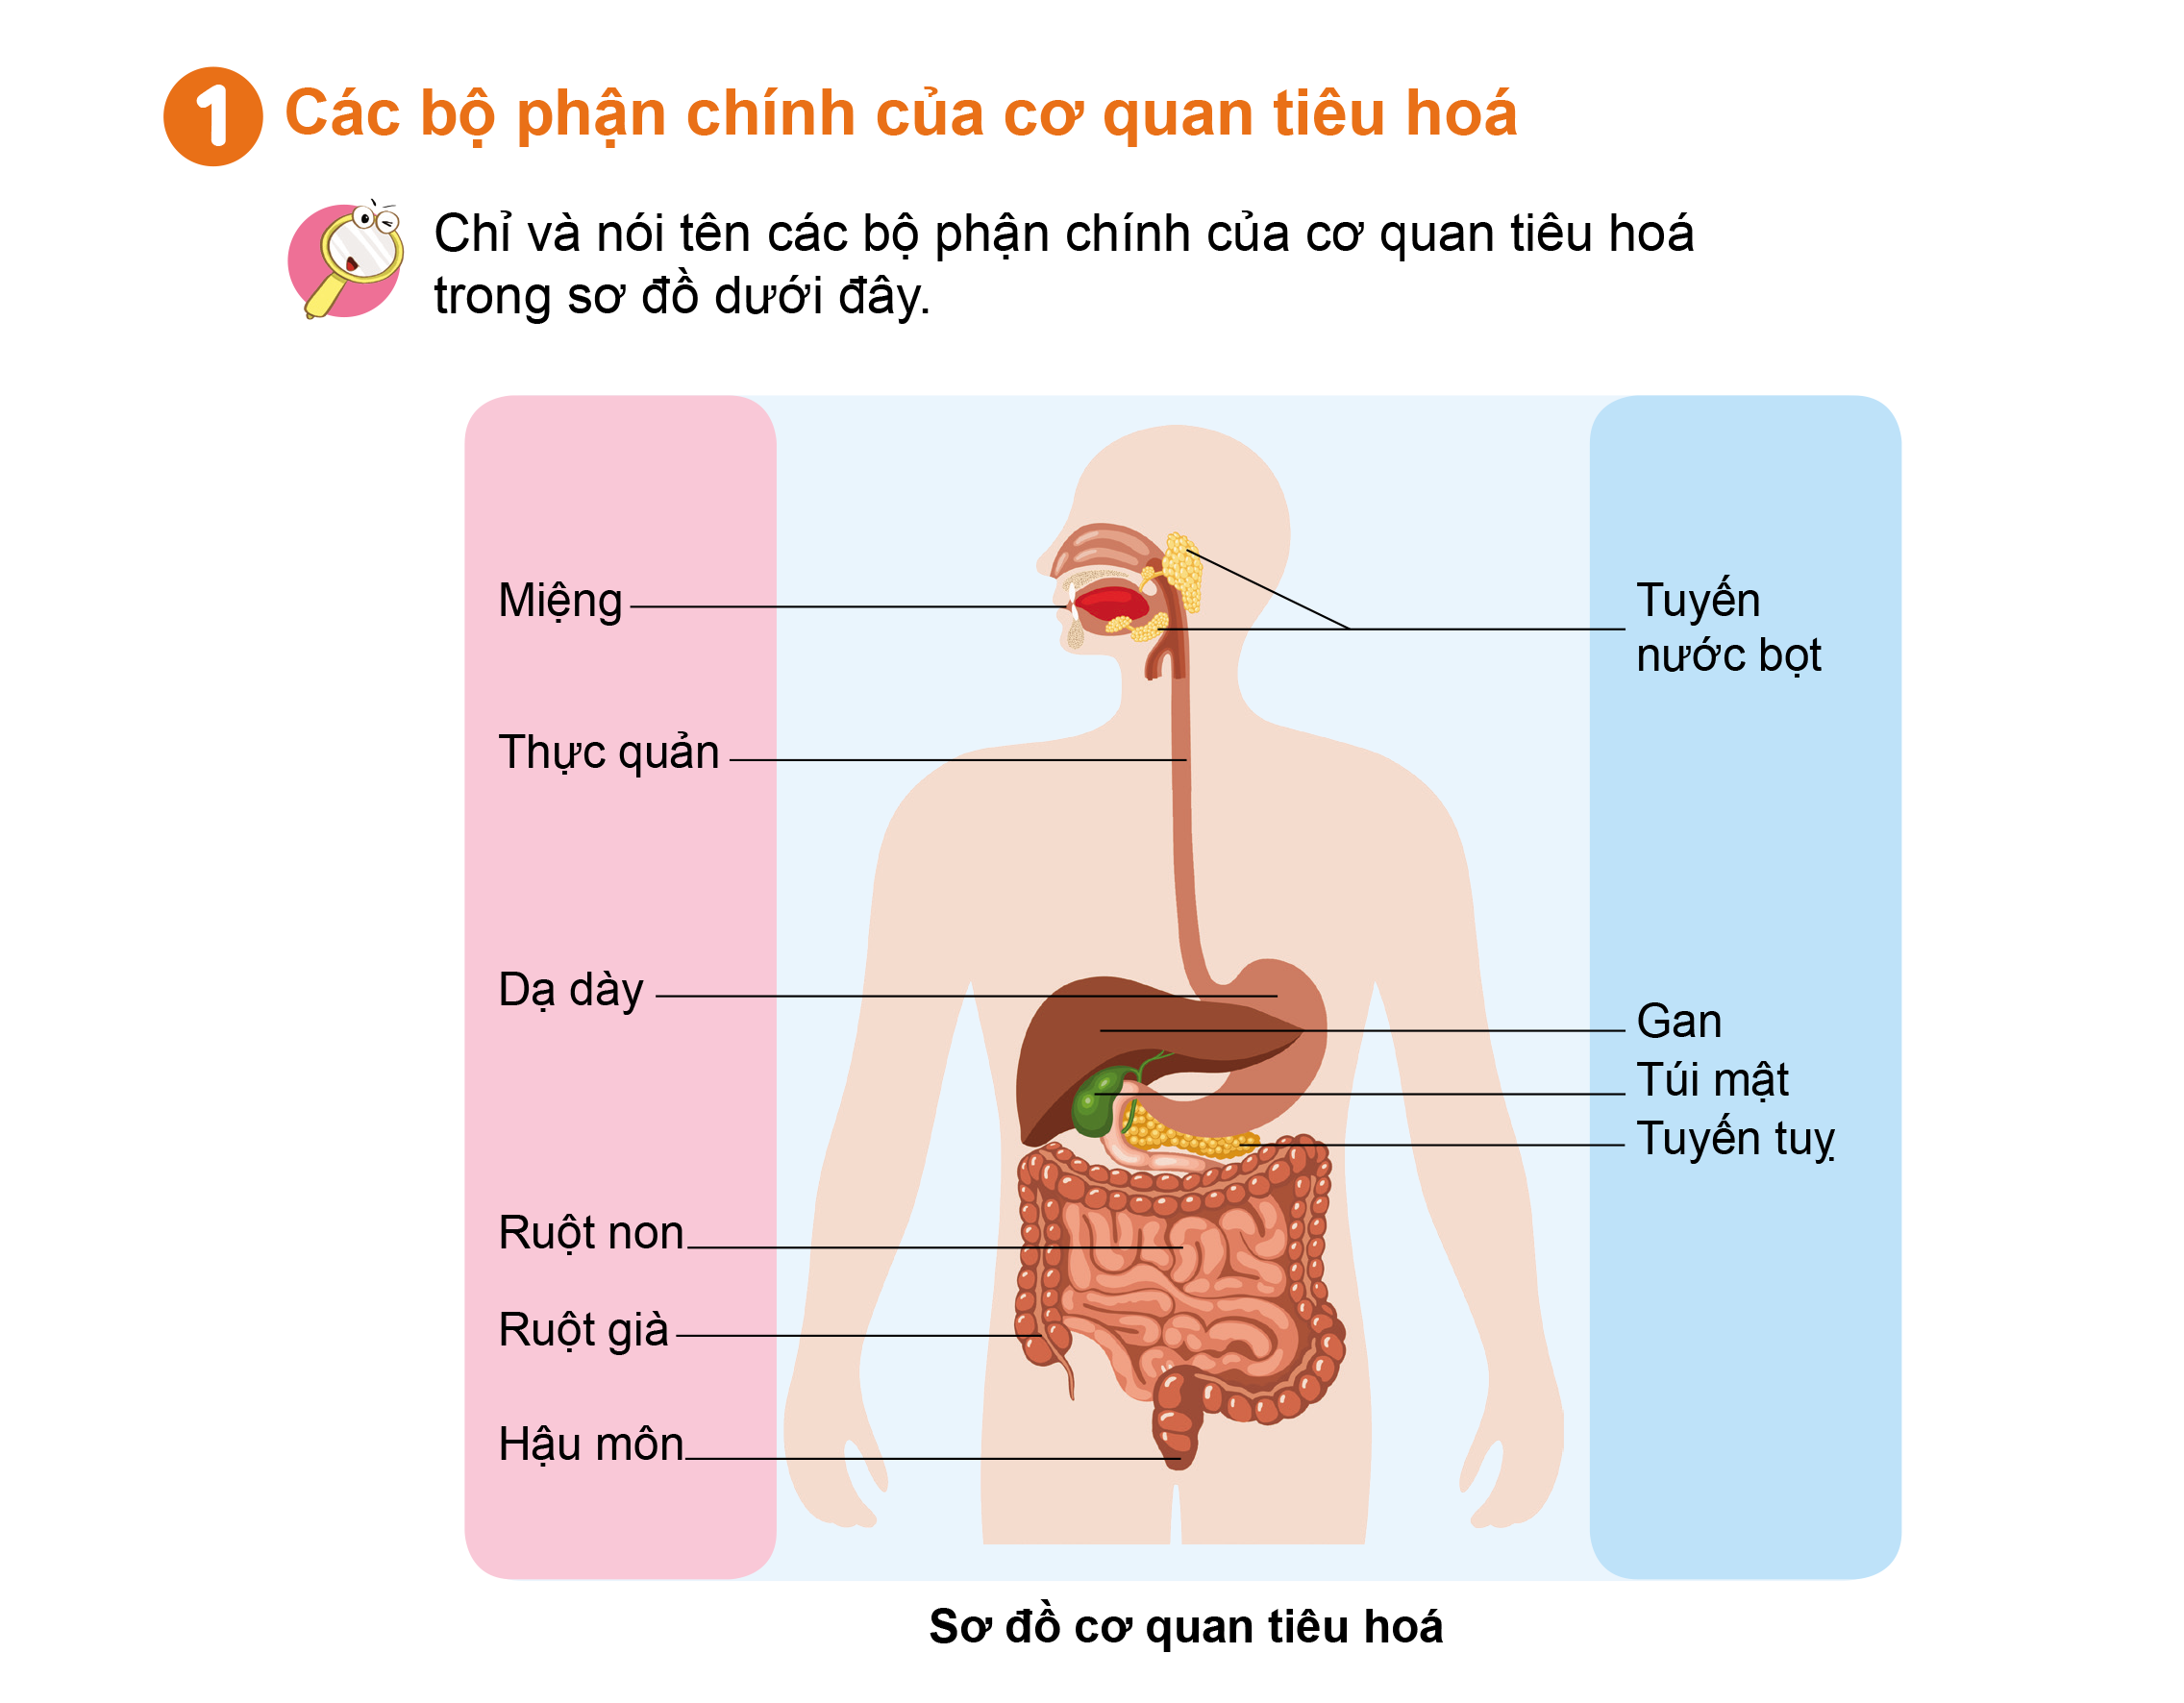 1 Các bộ phận chính của cơ quan tiêu hoá
Chỉ và nói tên các bộ phận chính của cơ quan tiêu hoá
trong sơ đồ dưới đây.
Miệng
Thực quản
Dạ dày
Ruột non
Ruột già
Hậu môn
Tuyến
nước bọt
Gan
Túi mật
Tuyến tuỵ
Sơ đồ cơ quan tiêu hoá